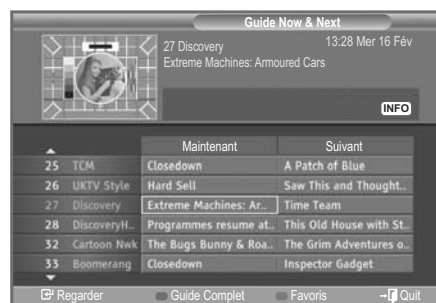 Guide Now & Next
27 Discovery 13:28 Mer 16 Fév
Extreme Machines: Armoured Cars
INFO
Maintenant Suivant
25 TCM Closedown A Patch of Blue
26 UKTV Style Hard Sell Saw This and Thought..
27 Discovery Extreme Machines: Ar.. Time Team
28 DiscoveryH.. Programmes resume at.. This Old House with St..
32 Cartoon Nwk The Bugs Bunny & Roa.. The Grim Adventures o..
33 Boomerang Closedown Inspector Gadget
Regarder Guide Complet Favoris Quit